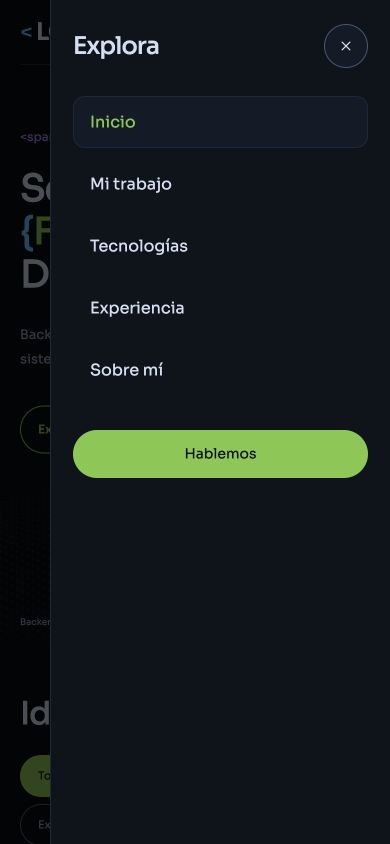 Explora
Inicio
Mi trabajo
Tecnologías
Experiencia
Sobre mí
Hablemos